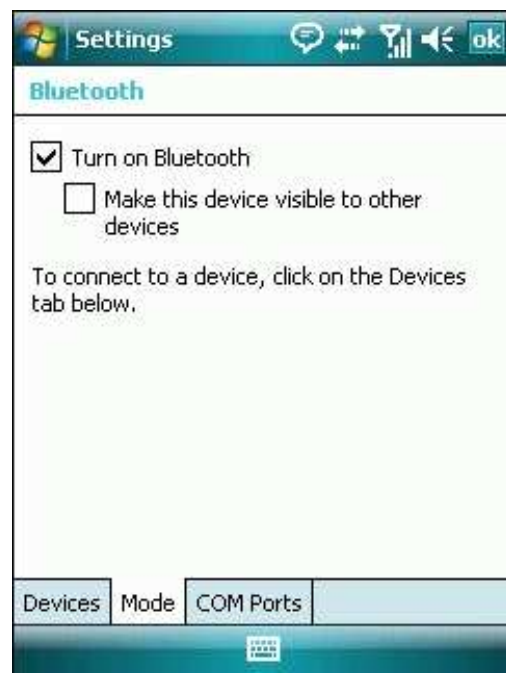 Settings ok
Bluetooth
Turn on Bluetooth
Make this device visible to other
devices
To connect to a device, click on the Devices
tab below.
Devices Mode COM Ports